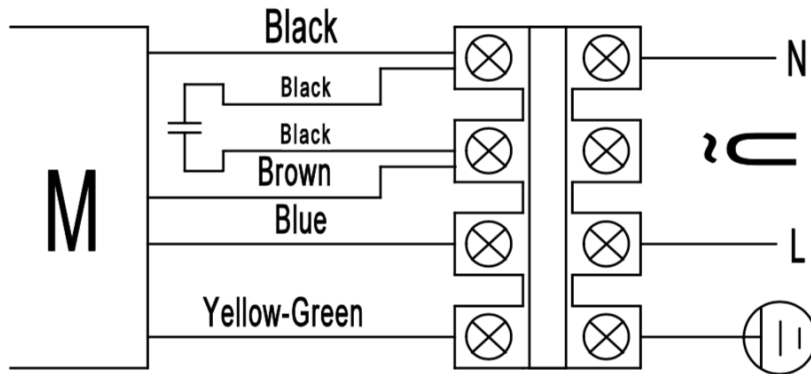 Black
N
Black
Black
U~
Brown
M
Blue
L
Yellow-Green